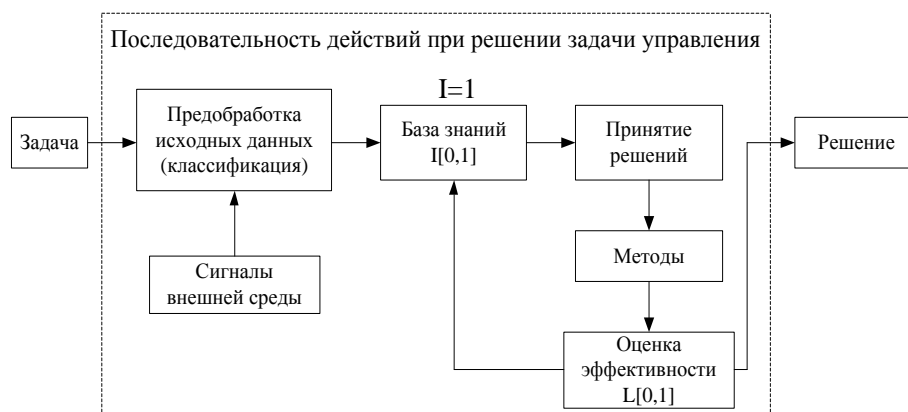 Последовательность действий при решении задачи управления
I=1
Задача
Предобработка
исходных данных
(классификация)
База знаний
I[0,1]
Принятие
решений
Решение
Сигналы
внешней среды
Методы
Оценка
эффективности
L[0,1]